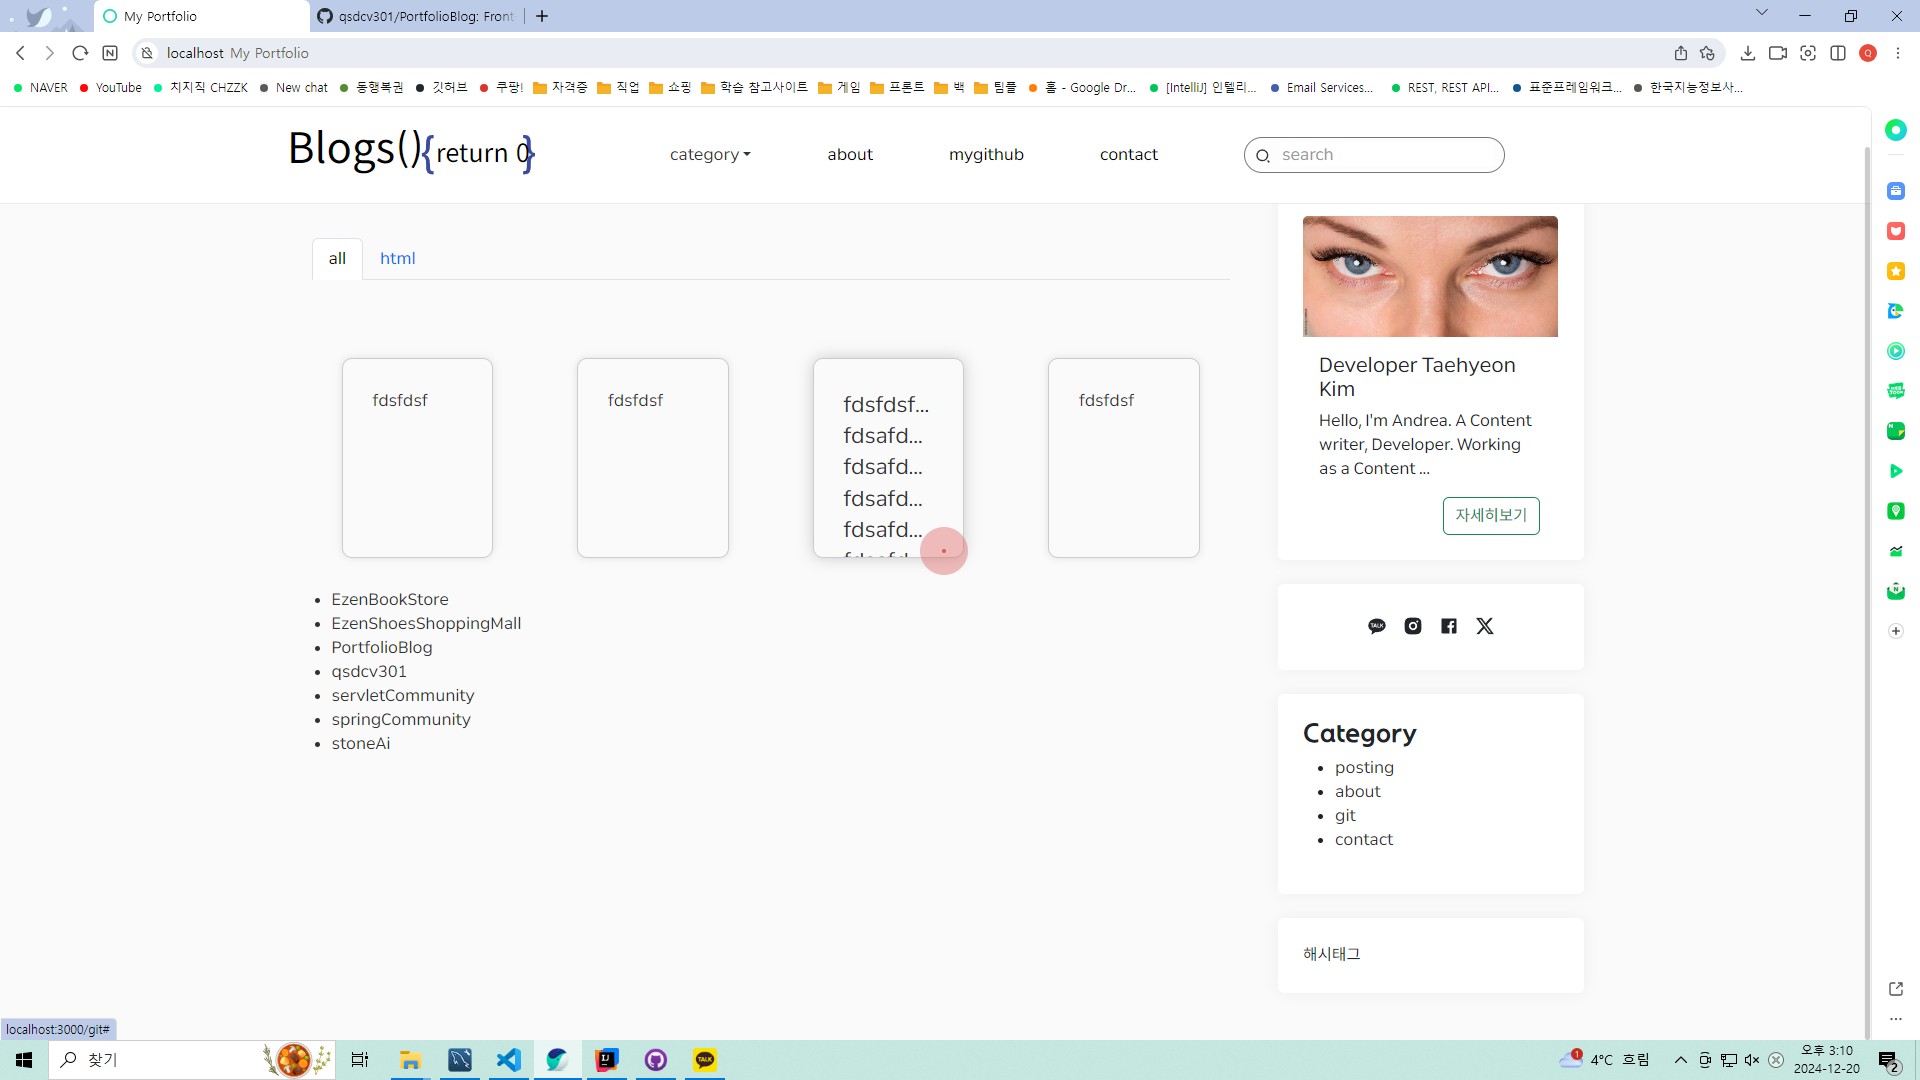 My Portfolio
qsdcv301/PortfolioBlog: Front
localhost My Portfolio
NAVER YouTube 치지직 CHZZK New chat 동행복권 깃허브 쿠팡! 자격증 직업 쇼핑 학습 참고사이트 게임 프론트 백 팀플 홈 - Google Dr... [IntelliJ] 인텔리... Email Services... REST, REST API... 표준프레임워크... 한국지능정보사...
Blogs(){return 0}
category about mygithub contact search
all html
fdsfdsf
fdsfdsf
fdsfdsf...
fdsafd...
fdsafd...
fdsafd...
fdsafd...
fdsfdsf
EzenBookStore
EzenShoesShoppingMall
PortfolioBlog
qsdcv301
servletCommunity
springCommunity
stoneAi
Developer Taehyeon
Kim
Hello, I'm Andrea. A Content
writer, Developer. Working
as a Content ...
자세히보기
TALK
Category
posting
about
git
contact
해시태그
localhost:3000/git#
찾기
TALK
1
4°C 흐림
오후 3:10
2024-12-20
2